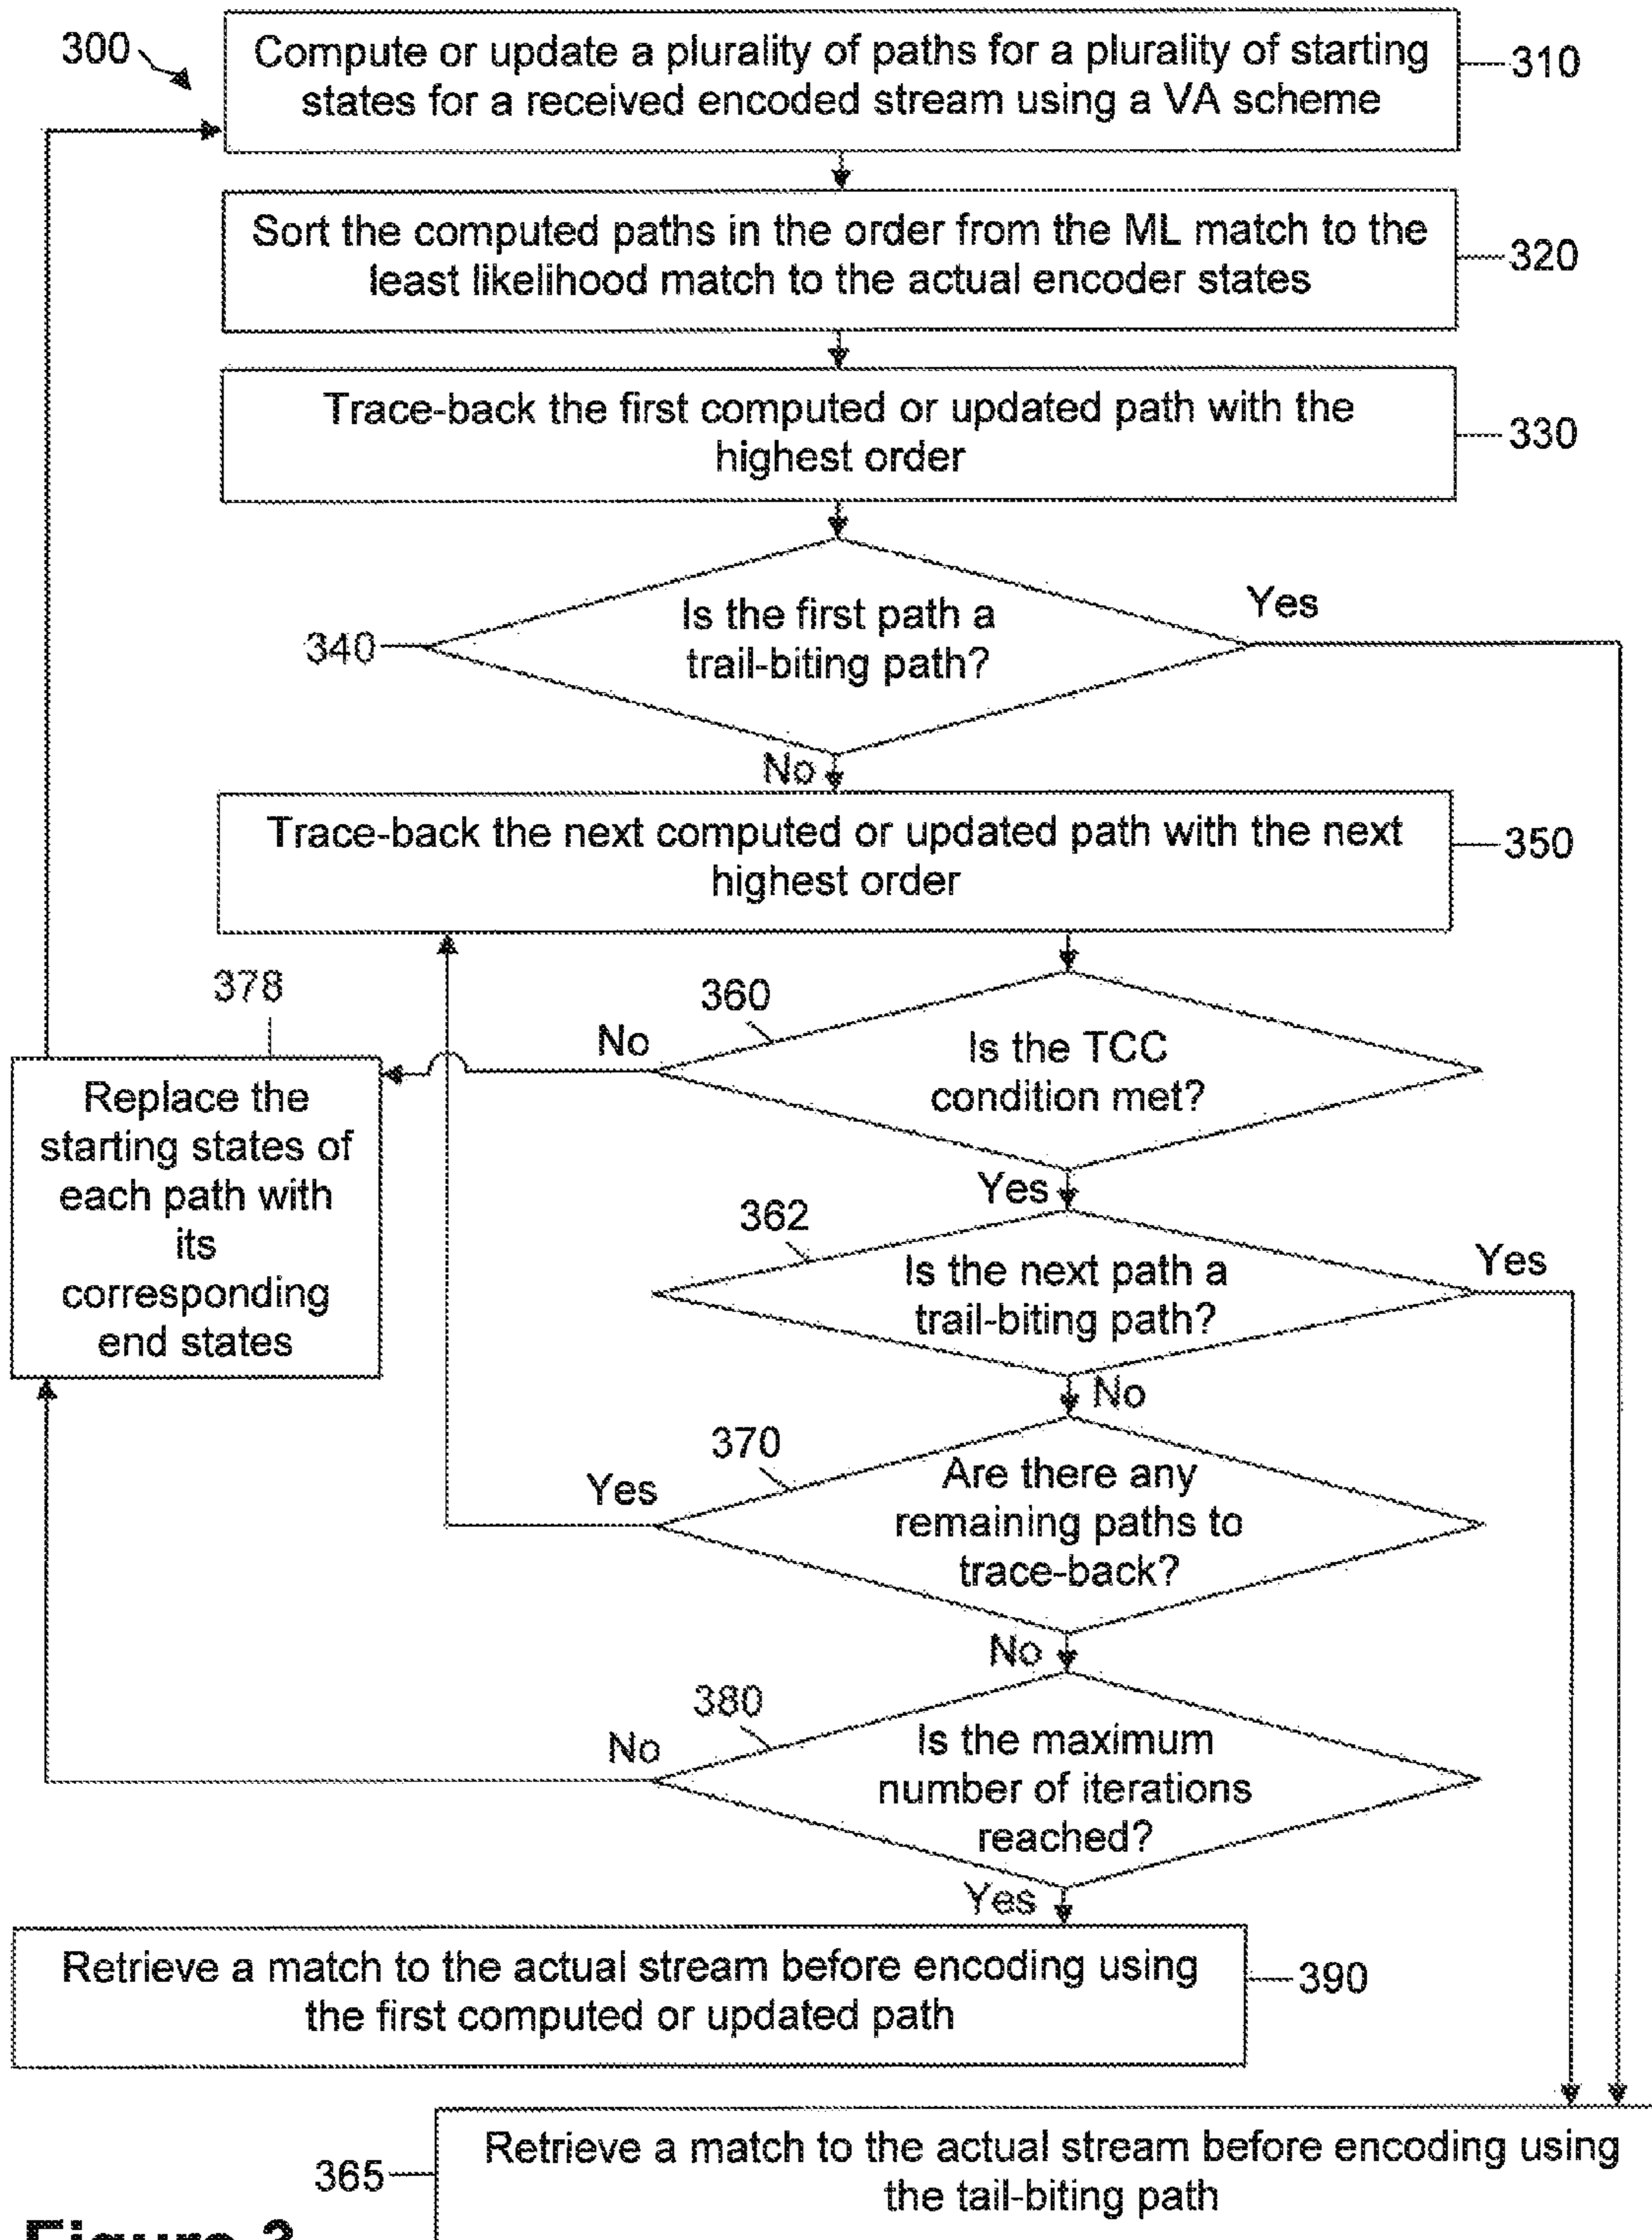 300
Compute or update a plurality of paths for a plurality of starting
states for a received encoded stream using a VA scheme
310
Sort the computed paths in the order from the ML match to the
least likelihood match to the actual encoder states
320
Trace-back the first computed or updated path with the
highest order
330
340
Is the first path a
trail-biting path?
Yes
No
Trace-back the next computed or updated path with the next
highest order
350
378
Replace the
starting states of
each path with
its
corresponding
end states
360
No
Is the TCC
condition met?
Yes
362
Is the next path a
trail-biting path?
Yes
No
370
Yes
Are there any
remaining paths to
trace-back?
No
380
No
Is the maximum
number of iterations
reached?
Yes
Retrieve a match to the actual stream before encoding using
the first computed or updated path
390
365
Retrieve a match to the actual stream before encoding using
the tail-biting path
Figure 3